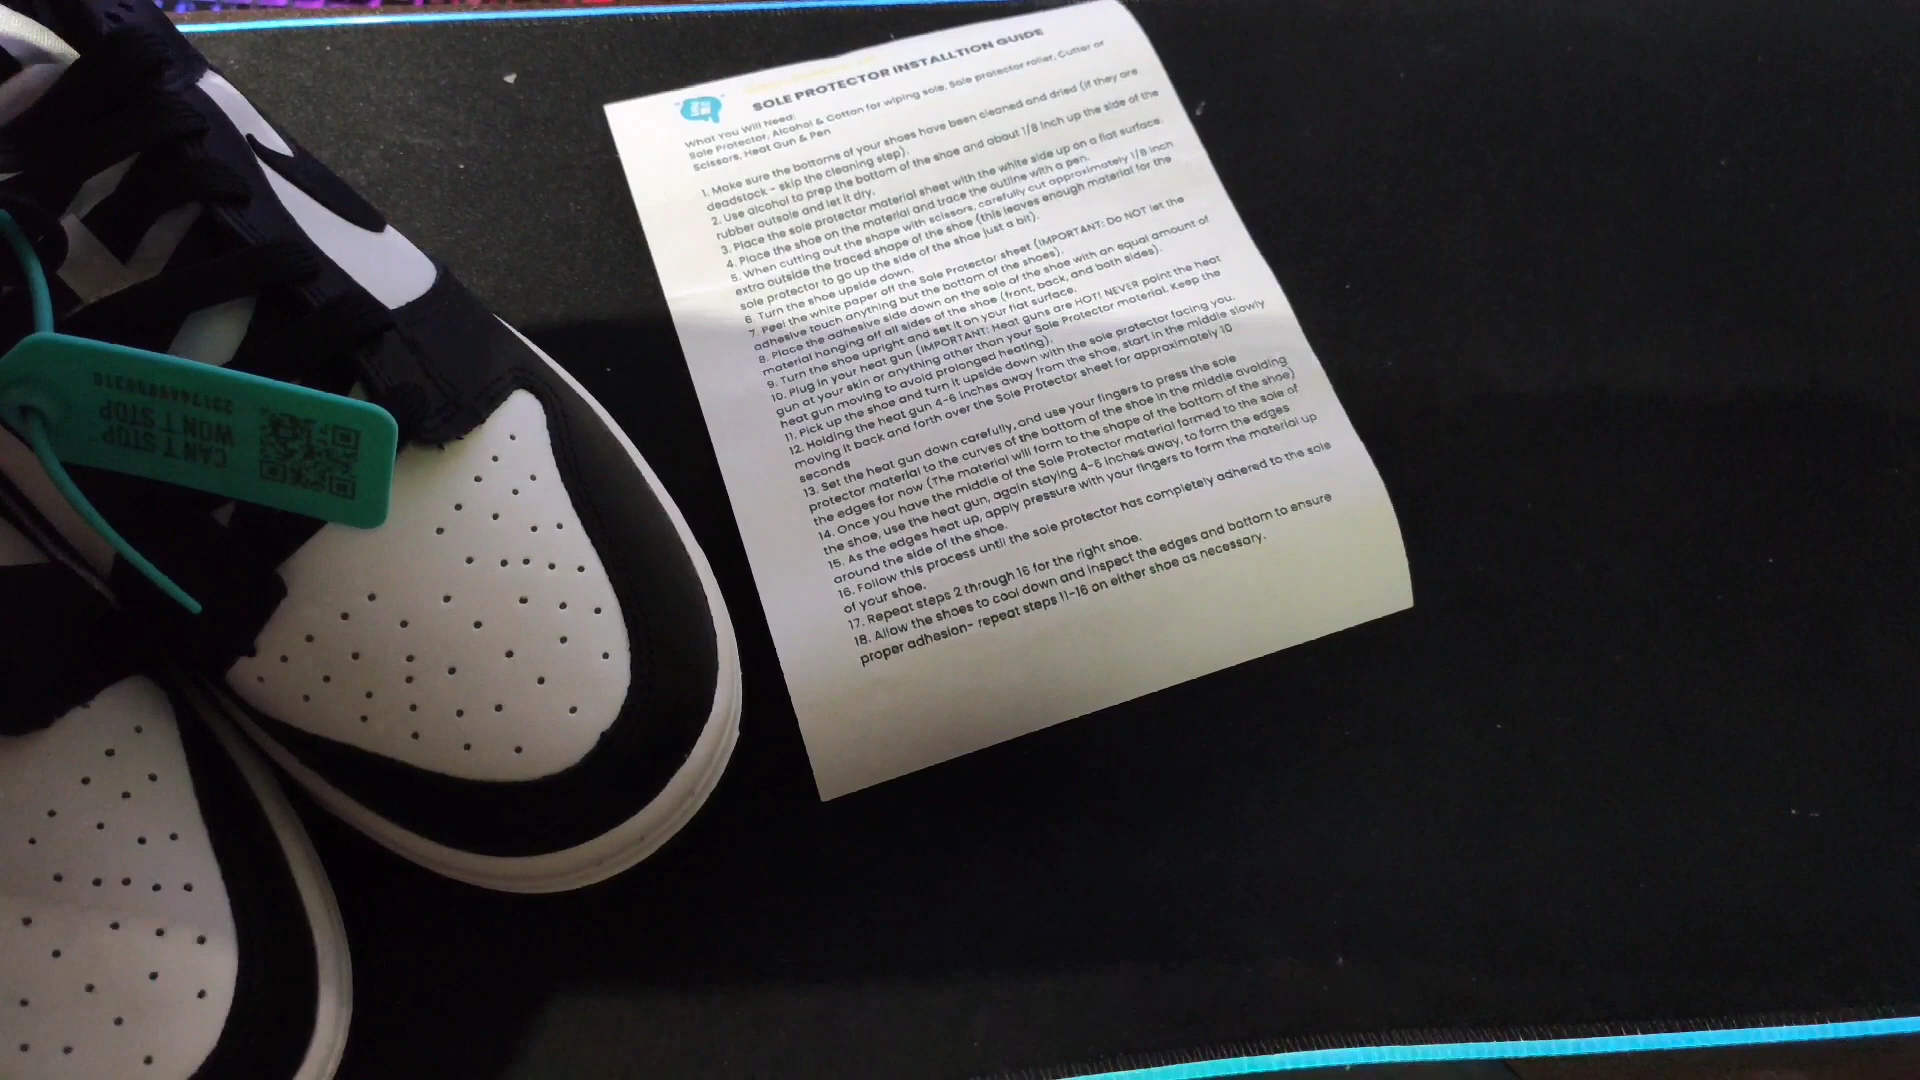 SOLE PROTECTOR INSTALLTION GUIDE
What You Will Need:
Sole Protector, Alcohol & Cotton for wiping sole, Sole protector roller, Cutter or
Scissors, Heat Gun & Pen
1. Make sure the bottoms of your shoes have been cleaned and dried (if they are
deadstock - skip the cleaning step).
2. Use alcohol to prep the bottom of the shoe and about 1/8 inch up the side of the
rubber outsole and let it dry.
3. Place the sole protector material sheet with the white side up on a flat surface.
4. Place the shoe on the material and trace the outline with a pen.
5. When cutting out the shape with scissors, carefully cut approximately 1/8 inch
extra outside the traced shape of the shoe (this leaves enough material for the
sole protector to go up the side of the shoe just a bit).
6. Turn the shoe upside down.
7. Peel the white paper off the Sole Protector sheet (IMPORTANT: Do NOT let the
adhesive touch anything but the bottom of the shoes).
8. Place the adhesive side down on the sole of the shoe with an equal amount of
material hanging off all sides of the shoe (front, back, and both sides).
9. Turn the shoe upright and set it on your flat surface.
10. Plug in your heat gun (IMPORTANT: Heat guns are HOT! NEVER point the heat
gun at your skin or anything other than your Sole Protector material. Keep the
heat gun moving to avoid prolonged heating).
11. Pick up the shoe and turn it upside down with the sole protector facing you.
12. Holding the heat gun 4-6 inches away from the shoe, start in the middle slowly
moving it back and forth over the Sole Protector sheet for approximately 10
seconds
13. Set the heat gun down carefully, and use your fingers to press the sole
protector material to the curves of the bottom of the shoe in the middle avoiding
the edges for now (The material will form to the shape of the bottom of the shoe)
14. Once you have the middle of the Sole Protector material formed to the sole of
the shoe, use the heat gun, again staying 4-6 inches away, to form the edges
15. As the edges heat up, apply pressure with your fingers to form the material up
around the side of the shoe.
16. Follow this process until the sole protector has completely adhered to the sole
of your shoe.
17. Repeat steps 2 through 16 for the right shoe.
18. Allow the shoes to cool down and inspect the edges and bottom to ensure
proper adhesion- repeat steps 11-16 on either shoe as necessary.
CAN'T STOP
WON'T STOP